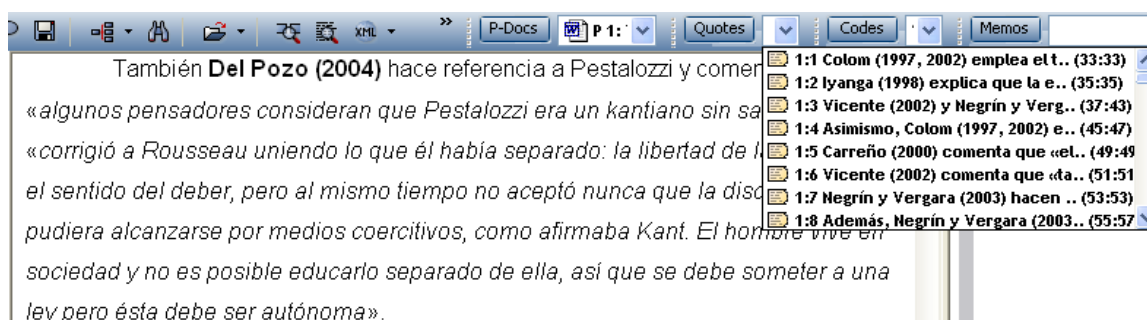 XML
»
P-Docs
P 1:
Quotes
Codes
Memos
1:1 Colom (1997, 2002) emplea el t.. (33:33)
1:2 Iyanga (1998) explica que la e.. (35:35)
1:3 Vicente (2002) y Negrín y Verg.. (37:43)
1:4 Asimismo, Colom (1997, 2002) e.. (45:47)
1:5 Carreño (2000) comenta que «el.. (49:49
1:6 Vicente (2002) comenta que «ta.. (51:51
1:7 Negrín y Vergara (2003) hacen .. (53:53)
1:8 Además, Negrín y Vergara (2003.. (55:57
También Del Pozo (2004) hace referencia a Pestalozzi y comen
«algunos pensadores consideran que Pestalozzi era un kantiano sin sa
«corrigió a Rousseau uniendo lo que él había separado: la libertad de l
el sentido del deber, pero al mismo tiempo no aceptó nunca que la disc
pudiera alcanzarse por medios coercitivos, como afirmaba Kant. El hombre vive en
sociedad y no es posible educarlo separado de ella, así que se debe someter a una
ley pero ésta debe ser autónoma».